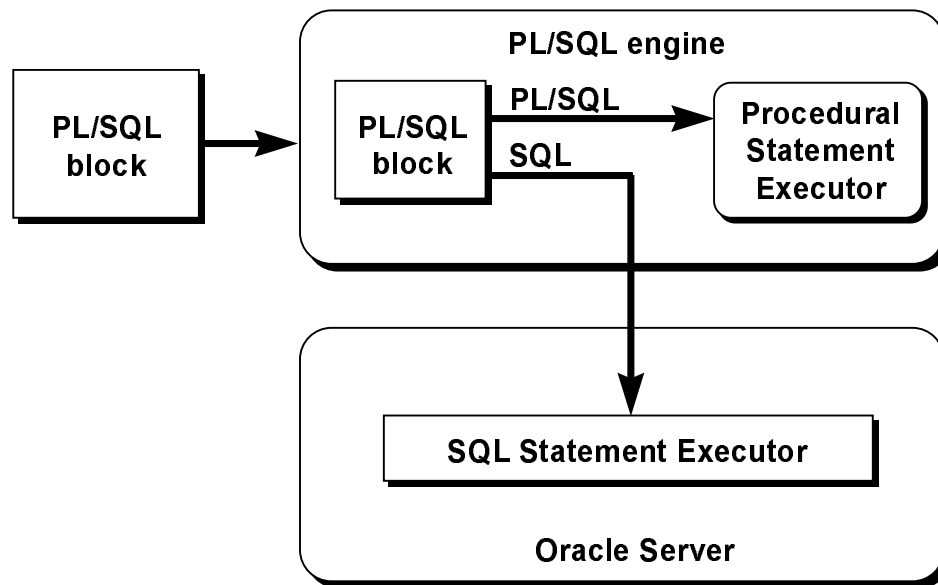 PL/SQL engine
PL/SQL
block
PL/SQL
block
PL/SQL
SQL
Procedural
Statement
Executor
SQL Statement Executor
Oracle Server